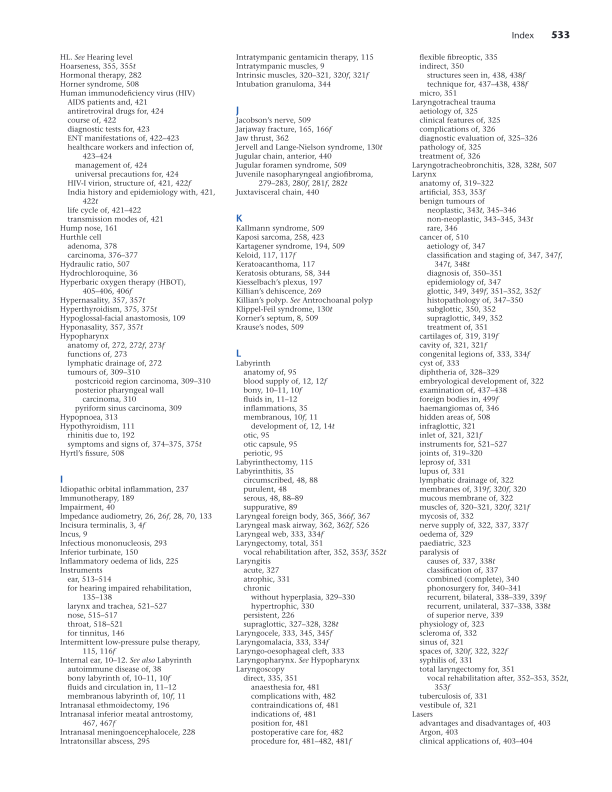 Index 533
HL. See Hearing level
Hoarseness, 355, 355t
Hormonal therapy, 282
Horner syndrome, 508
Human immunodeficiency virus (HIV)
AIDS patients and, 421
antiretroviral drugs for, 424
course of, 422
diagnostic tests for, 423
ENT manifestations of, 422–423
healthcare workers and infection of,
423–424
management of, 424
universal precautions for, 424
HIV-I virion, structure of, 421, 422f
India history and epidemiology with, 421,
422t
life cycle of, 421–422
transmission modes of, 421
Hump nose, 161
Hurthle cell
adenoma, 378
carcinoma, 376–377
Hydraulic ratio, 507
Hydrochloroquine, 36
Hyperbaric oxygen therapy (HBOT),
405–406, 406f
Hypernasality, 357, 357t
Hyperthyroidism, 375, 375t
Hypoglossal-facial anastomosis, 109
Hyponasality, 357, 357t
Hypopharynx
anatomy of, 272, 272f, 273f
functions of, 273
lymphatic drainage of, 272
tumours of, 309–310
postcricoid region carcinoma, 309–310
posterior pharyngeal wall
carcinoma, 310
pyriform sinus carcinoma, 309
Hypopnoea, 313
Hypothyroidism, 111
rhinitis due to, 192
symptoms and signs of, 374–375, 375t
Hyrtl's fissure, 508
I
Idiopathic orbital inflammation, 237
Immunotherapy, 189
Impairment, 40
Impedance audiometry, 26, 26f, 28, 70, 133
Incisura terminalis, 3, 4f
Incus, 9
Infectious mononucleosis, 293
Inferior turbinate, 150
Inflammatory oedema of lids, 225
Instruments
ear, 513–514
for hearing impaired rehabilitation,
135–138
larynx and trachea, 521–527
nose, 515–517
throat, 518–521
for tinnitus, 146
Intermittent low-pressure pulse therapy,
115, 116f
Internal ear, 10–12. See also Labyrinth
autoimmune disease of, 38
bony labyrinth of, 10–11, 10f
fluids and circulation in, 11–12
membranous labyrinth of, 10f, 11
Intranasal ethmoidectomy, 196
Intranasal inferior meatal antrostomy,
467, 467f
Intranasal meningoencephalocele, 228
Intratonsillar abscess, 295
Intratympanic gentamicin therapy, 115
Intratympanic muscles, 9
Intrinsic muscles, 320–321, 320f, 321f
Intubation granuloma, 344
J
Jacobson's nerve, 509
Jarjaway fracture, 165, 166f
Jaw thrust, 362
Jervell and Lange-Nielson syndrome, 130t
Jugular chain, anterior, 440
Jugular foramen syndrome, 509
Juvenile nasopharyngeal angiofibroma,
279–283, 280f, 281f, 282t
Juxtavisceral chain, 440
K
Kallmann syndrome, 509
Kaposi sarcoma, 258, 423
Kartagener syndrome, 194, 509
Keloid, 117, 117f
Keratoacanthoma, 117
Keratosis obturans, 58, 344
Kiesselbach's plexus, 197
Killian's dehiscence, 269
Killian's polyp. See Antrochoanal polyp
Klippel-Feil syndrome, 130t
Korner's septum, 8, 509
Krause's nodes, 509
L
Labyrinth
anatomy of, 95
blood supply of, 12, 12f
bony, 10–11, 10f
fluids in, 11–12
inflammations, 35
membranous, 10f, 11
development of, 12, 14t
otic, 95
otic capsule, 95
periotic, 95
Labyrinthectomy, 115
Labyrinthitis, 35
circumscribed, 48, 88
purulent, 48
serous, 48, 88–89
suppurative, 89
Laryngeal foreign body, 365, 366f, 367
Laryngeal mask airway, 362, 362f, 526
Laryngeal web, 333, 334f
Laryngectomy, total, 351
vocal rehabilitation after, 352, 353f, 352t
Laryngitis
acute, 327
atrophic, 331
chronic
without hyperplasia, 329–330
hypertrophic, 330
persistent, 226
supraglottic, 327–328, 328t
Laryngocele, 333, 345, 345f
Laryngomalacia, 333, 334f
Laryngo-oesophageal cleft, 333
Laryngopharynx. See Hypopharynx
Laryngoscopy
direct, 335, 351
anaesthesia for, 481
complications with, 482
contraindications of, 481
indications of, 481
position for, 481
postoperative care for, 482
procedure for, 481–482, 481f
flexible fibreoptic, 335
indirect, 350
structures seen in, 438, 438f
technique for, 437–438, 438f
micro, 351
Laryngotracheal trauma
aetiology of, 325
clinical features of, 325
complications of, 326
diagnostic evaluation of, 325–326
pathology of, 325
treatment of, 326
Laryngotracheobronchitis, 328, 328t, 507
Larynx
anatomy of, 319–322
artificial, 353, 353f
benign tumours of
neoplastic, 343t, 345–346
non-neoplastic, 343–345, 343t
rare, 346
cancer of, 510
aetiology of, 347
classification and staging of, 347, 347f,
347t, 348t
diagnosis of, 350–351
epidemiology of, 347
glottic, 349, 349f, 351–352, 352f
histopathology of, 347–350
subglottic, 350, 352
supraglottic, 349, 352
treatment of, 351
cartilages of, 319, 319f
cavity of, 321, 321f
congenital legions of, 333, 334f
cyst of, 333
diphtheria of, 328–329
embryological development of, 322
examination of, 437–438
foreign bodies in, 499f
haemangiomas of, 346
hidden areas of, 508
infraglottic, 321
inlet of, 321, 321f
instruments for, 521–527
joints of, 319–320
leprosy of, 331
lupus of, 331
lymphatic drainage of, 322
membranes of, 319f, 320f, 320
mucous membrane of, 322
muscles of, 320–321, 320f, 321f
mycosis of, 332
nerve supply of, 322, 337, 337f
oedema of, 329
paediatric, 323
paralysis of
causes of, 337, 338t
classification of, 337
combined (complete), 340
phonosurgery for, 340–341
recurrent, bilateral, 338–339, 339f
recurrent, unilateral, 337–338, 338t
of superior nerve, 339
physiology of, 323
scleroma of, 332
sinus of, 321
spaces of, 320f, 322, 322f
syphilis of, 331
total laryngectomy for, 351
vocal rehabilitation after, 352–353, 352t,
353f
tuberculosis of, 331
vestibule of, 321
Lasers
advantages and disadvantages of, 403
Argon, 403
clinical applications of, 403–404